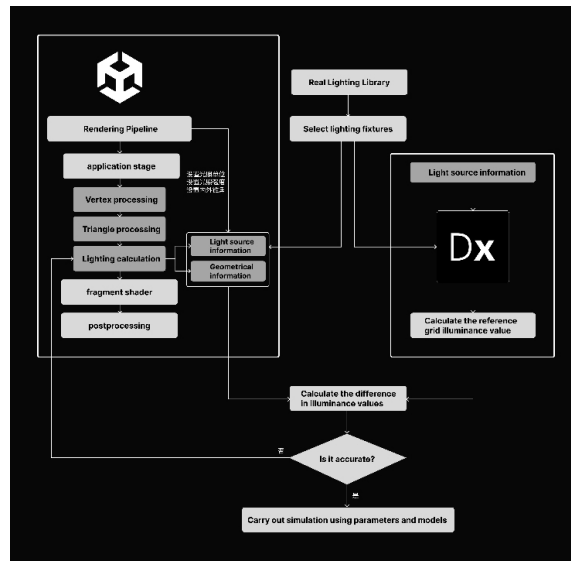 Real Lighting Library
Rendering Pipeline
Select lighting fixtures
application stage
Light source information
Vertex processing
Triangle processing
Lighting calculation
Light source
information
Geometrical
information
Dx
fragment shader
postprocessing
Calculate the reference
grid illuminance value
Calculate the difference
in illuminance values
Is it accurate?
否
是
Carry out simulation using parameters and models